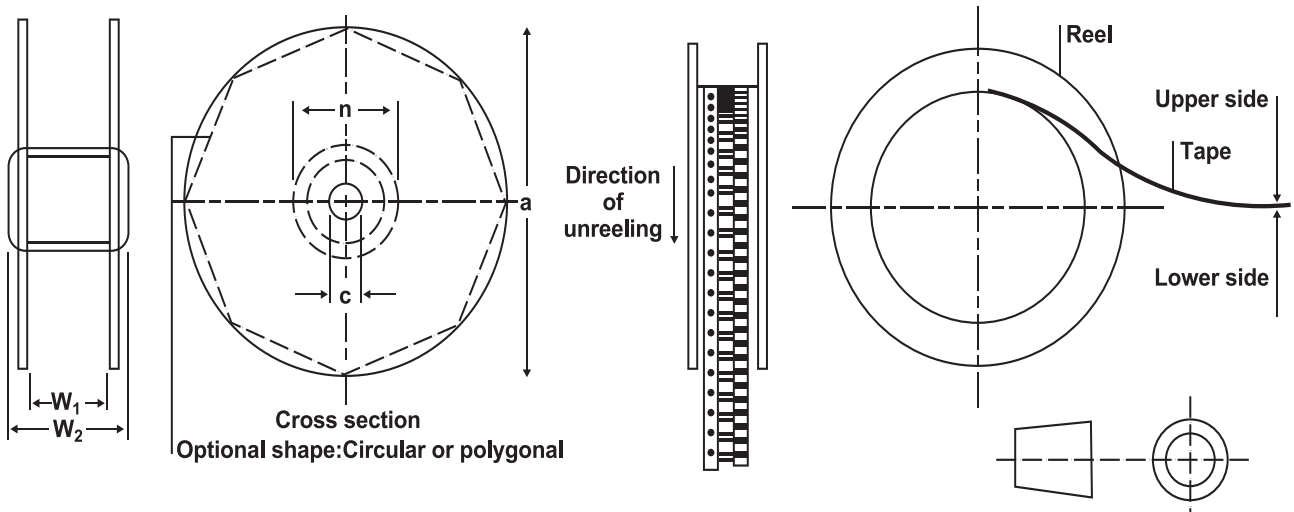 n
a
c
W₁
W₂
Cross section
Optional shape:Circular or polygonal
Direction
of
unreeling
Reel
Upper side
Tape
Lower side